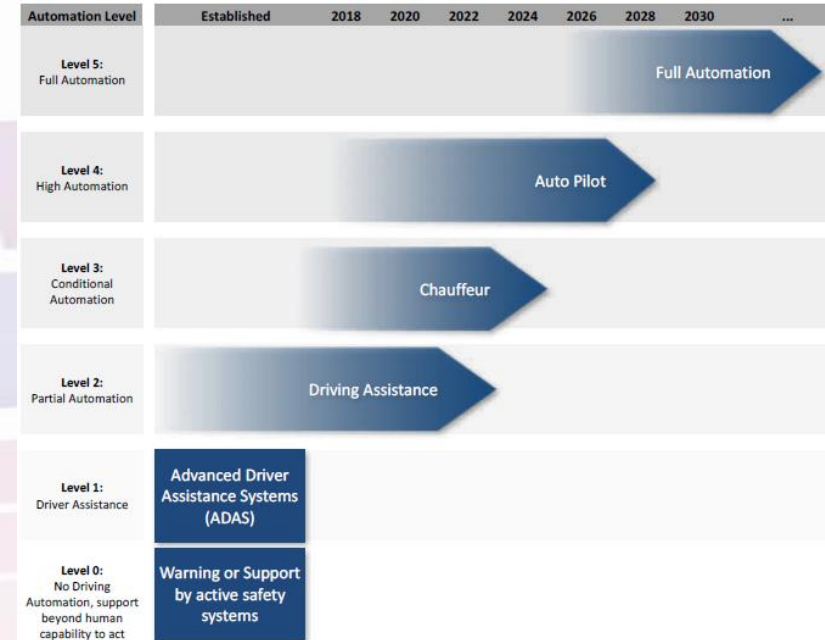 Automation Level Established 2018 2020 2022 2024 2026 2028 2030 ...
Level 5:
Full Automation
Full Automation
Level 4:
High Automation
Auto Pilot
Level 3:
Conditional
Automation
Chauffeur
Level 2:
Partial Automation
Driving Assistance
Level 1:
Driver Assistance
Advanced Driver
Assistance Systems
(ADAS)
Level 0:
No Driving
Automation, support
beyond human
capability to act
Warning or Support
by active safety
systems